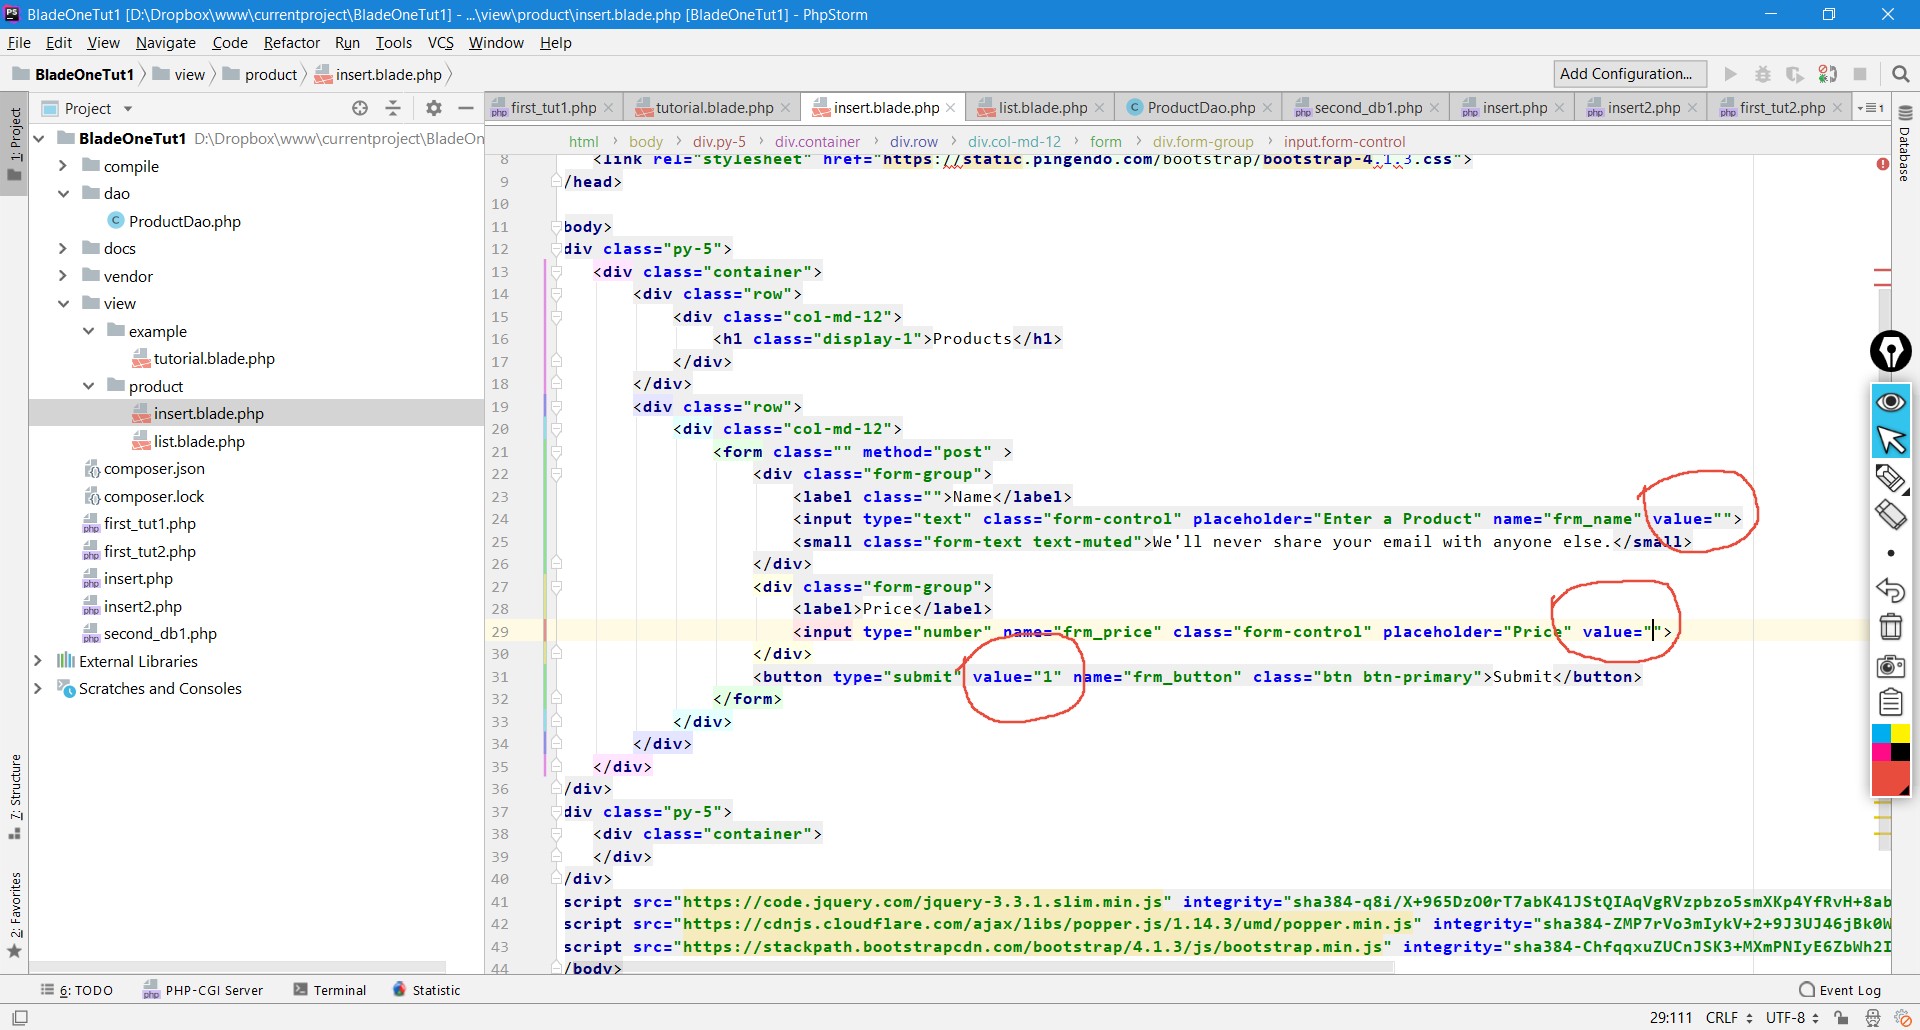 BladeOneTut1 [D:\Dropbox\www\currentproject\BladeOneTut1] - ...\view\product\insert.blade.php [BladeOneTut1] - PhpStorm
File Edit View Navigate Code Refactor Run Tools VCS Window Help
BladeOneTut1 view product insert.blade.php Add Configuration...
1: Project
Project
first_tut1.php tutorial.blade.php insert.blade.php list.blade.php ProductDao.php second_db1.php insert.php insert2.php first_tut2.php
BladeOneTut1 D:\Dropbox\www\currentproject\BladeOn
compile
dao
ProductDao.php
docs
vendor
view
example
tutorial.blade.php
product
insert.blade.php
list.blade.php
composer.json
composer.lock
first_tut1.php
first_tut2.php
insert.php
insert2.php
second_db1.php
External Libraries
Scratches and Consoles
7: Structure
2: Favorites
html body div.py-5 div.container div.row div.col-md-12 form div.form-group input.form-control
8 <link rel="stylesheet" href="https://static.pingendo.com/bootstrap/bootstrap-4.1.3.css">
9 /head>
10
11 body>
12 div class="py-5">
13 <div class="container">
14 <div class="row">
15 <div class="col-md-12">
16 <h1 class="display-1">Products</h1>
17 </div>
18 </div>
19 <div class="row">
20 <div class="col-md-12">
21 <form class="" method="post" >
22 <div class="form-group">
23 <label class="">Name</label>
24 <input type="text" class="form-control" placeholder="Enter a Product" name="frm_name" value="">
25 <small class="form-text text-muted">We'll never share your email with anyone else.</small>
26 </div>
27 <div class="form-group">
28 <label>Price</label>
29 <input type="number" name="frm_price" class="form-control" placeholder="Price" value="">
30 </div>
31 <button type="submit" value="1" name="frm_button" class="btn btn-primary">Submit</button>
32 </form>
33 </div>
34 </div>
35 </div>
36 /div>
37 div class="py-5">
38 <div class="container">
39 </div>
40 /div>
41 script src="https://code.jquery.com/jquery-3.3.1.slim.min.js" integrity="sha384-q8i/X+965DzO0rT7abK41JStQIAqVgRVzpbzo5smXKp4YfRvH+8ab
42 script src="https://cdnjs.cloudflare.com/ajax/libs/popper.js/1.14.3/umd/popper.min.js" integrity="sha384-ZMP7rVo3mIykV+2+9J3UJ46jBk0W
43 script src="https://stackpath.bootstrapcdn.com/bootstrap/4.1.3/js/bootstrap.min.js" integrity="sha384-ChfqqxuZUCnJSK3+MXmPNIyE6ZbWh2I
44 /body>
Database
6: TODO PHP-CGI Server Terminal Statistic Event Log
29:111 CRLF UTF-8